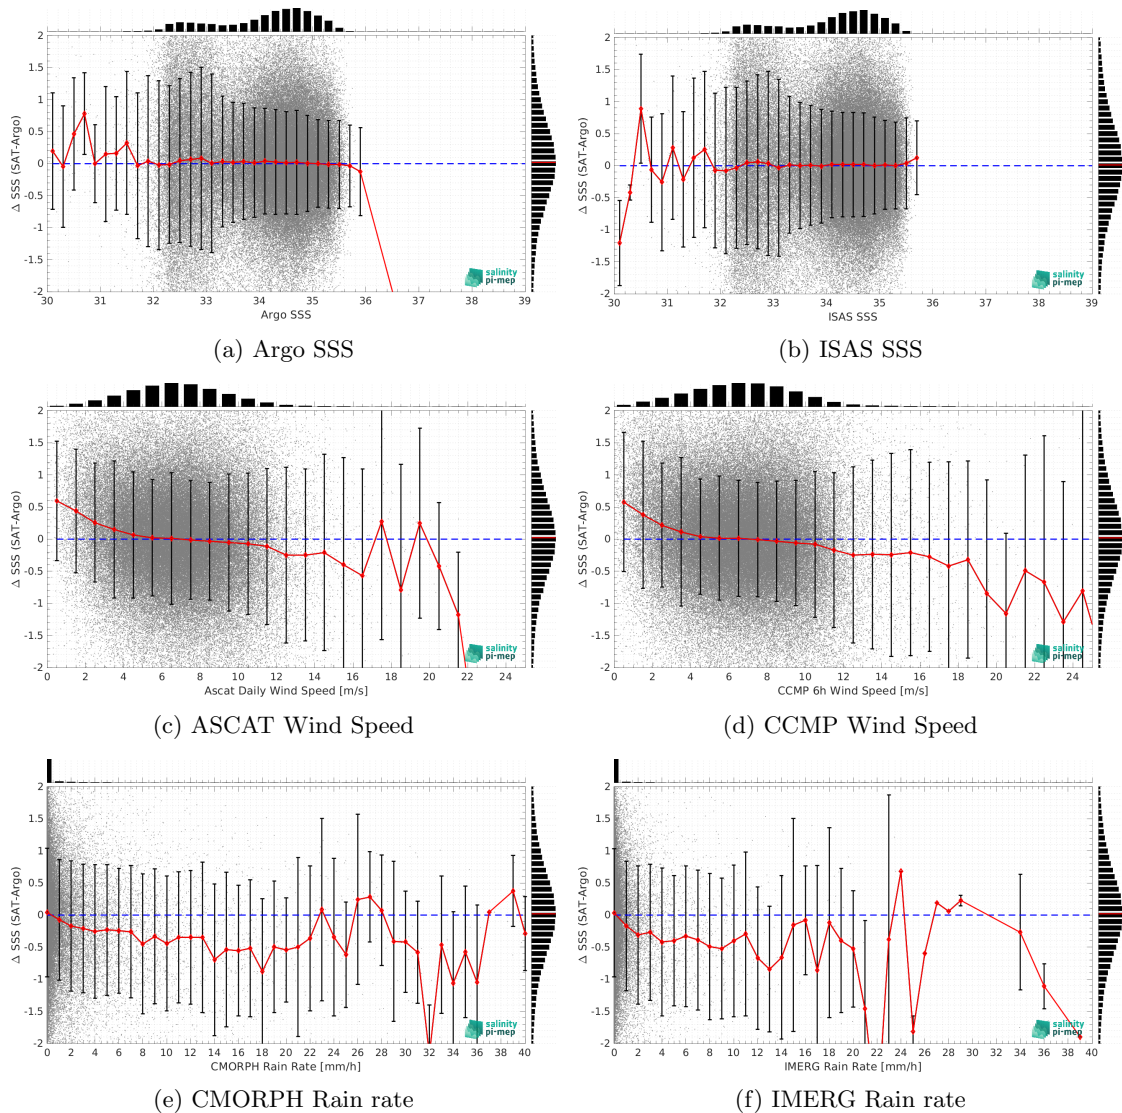 2
1.5
1
0.5
0
-0.5
-1
-1.5
-2
Δ SSS (SAT-Argo)
30 31 32 33 34 35 36 37 38 39
Argo SSS
salinity
pi-mep
(a) Argo SSS
2
1.5
1
0.5
0
-0.5
-1
-1.5
-2
Δ SSS (SAT-Argo)
30 31 32 33 34 35 36 37 38 39
ISAS SSS
salinity
pi-mep
(b) ISAS SSS
2
1.5
1
0.5
0
-0.5
-1
-1.5
-2
Δ SSS (SAT-Argo)
0 2 4 6 8 10 12 14 16 18 20 22 24
Ascat Daily Wind Speed [m/s]
salinity
pi-mep
(c) ASCAT Wind Speed
2
1.5
1
0.5
0
-0.5
-1
-1.5
-2
Δ SSS (SAT-Argo)
0 2 4 6 8 10 12 14 16 18 20 22 24
CCMP 6h Wind Speed [m/s]
salinity
pi-mep
(d) CCMP Wind Speed
2
1.5
1
0.5
0
-0.5
-1
-1.5
-2
Δ SSS (SAT-Argo)
0 2 4 6 8 10 12 14 16 18 20 22 24 26 28 30 32 34 36 38 40
CMORPH Rain Rate [mm/h]
salinity
pi-mep
(e) CMORPH Rain rate
2
1.5
1
0.5
0
-0.5
-1
-1.5
-2
Δ SSS (SAT-Argo)
0 2 4 6 8 10 12 14 16 18 20 22 24 26 28 30 32 34 36 38 40
IMERG Rain Rate [mm/h]
salinity
pi-mep
(f) IMERG Rain rate